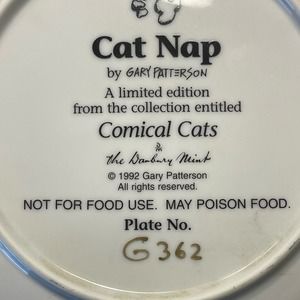 Cat Nap
by GARY PATTERSON
A limited edition
from the collection entitled
Comical Cats
The Danbury Mint
© 1992 Gary Patterson
All rights reserved.
NOT FOR FOOD USE. MAY POISON FOOD.
Plate No.
G362